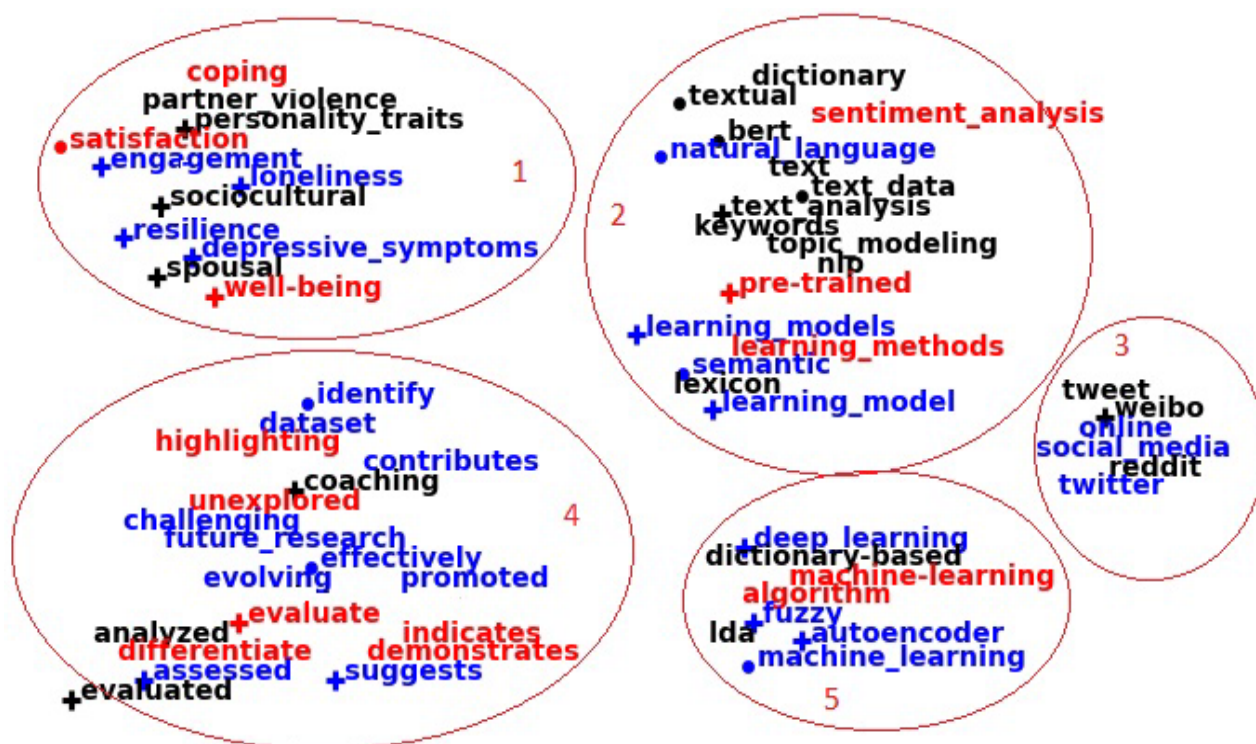 coping
partner_violence
personality_traits
satisfaction
engagement
loneliness
sociocultural
resilience
depressive_symptoms
spousal
well-being
1
dictionary
textual
sentiment_analysis
bert
natural_language
text
text_data
text_analysis
keywords
topic_modeling
nlp
pre-trained
learning_models
learning_methods
semantic
lexicon
learning_model
2
3
tweet
weibo
online
social_media
reddit
twitter
identify
dataset
highlighting
contributes
coaching
unexplored
challenging
future_research
effectively
evolving
promoted
evaluate
analyzed
indicates
differentiate
demonstrates
assessed
suggests
evaluated
4
deep_learning
dictionary-based
machine-learning
algorithm
fuzzy
lda
autoencoder
machine_learning
5